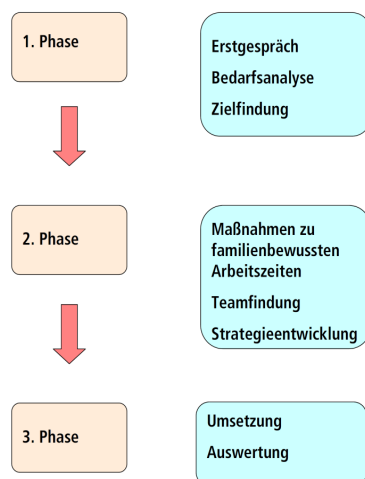 1. Phase
Erstgespräch
Bedarfsanalyse
Zielfindung
2. Phase
Maßnahmen zu
familienbewussten
Arbeitszeiten
Teamfindung
Strategieentwicklung
3. Phase
Umsetzung
Auswertung